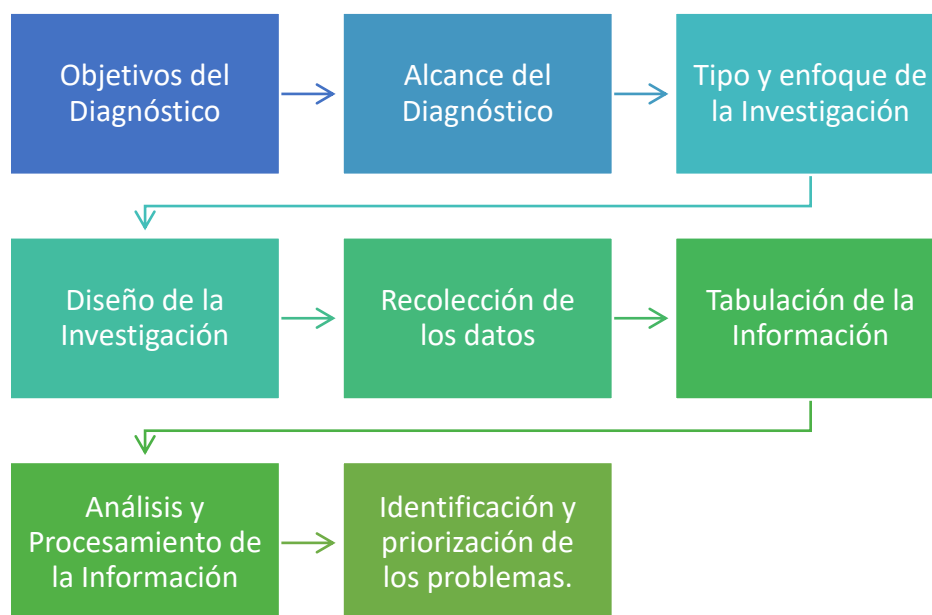 Objetivos del
Diagnóstico
Alcance del
Diagnóstico
Tipo y enfoque de
la Investigación
Diseño de la
Investigación
Recolección de
los datos
Tabulación de la
Información
Análisis y
Procesamiento de
la Información
Identificación y
priorización de
los problemas.